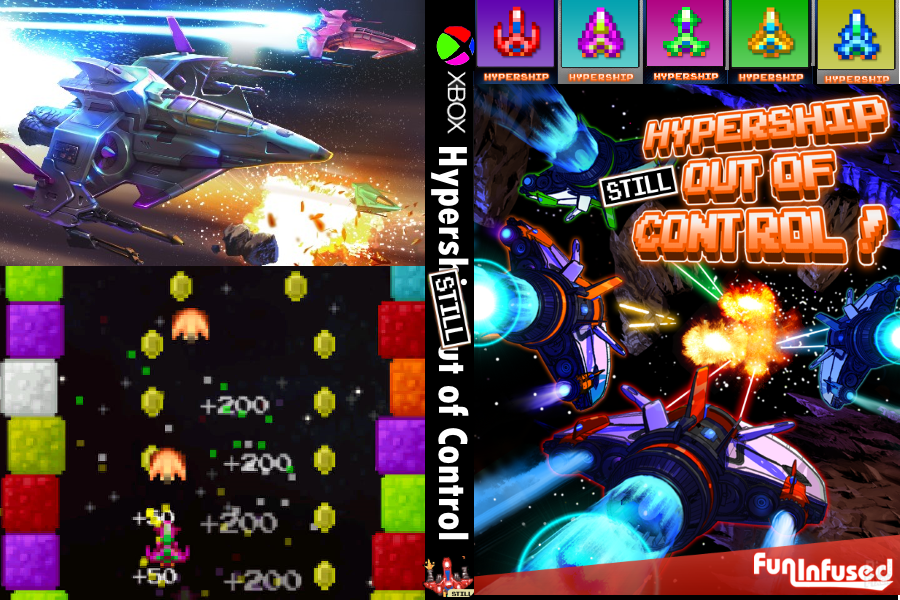 +200
+200
+50
+200
+50
+200
XBOX
Hypership Out of Control
STILL
STILL
HYPERSHIP
HYPERSHIP
HYPERSHIP
HYPERSHIP
HYPERSHIP
HYPERSHIP
STILL OUT OF
CONTROL!
FunInfused